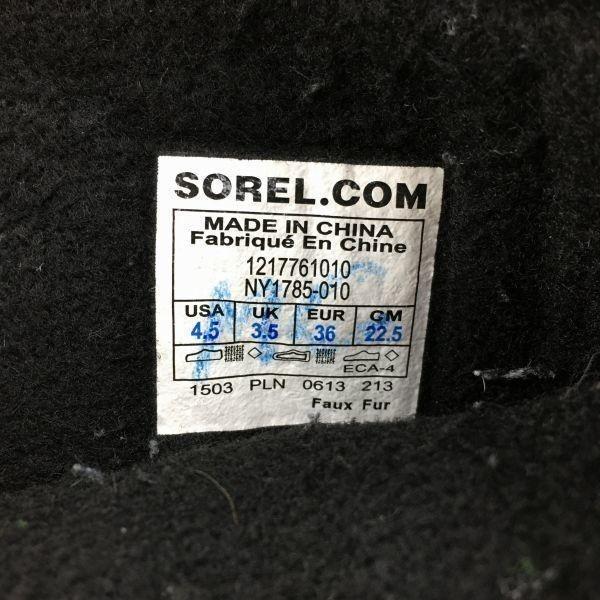 SOREL.COM
MADE IN CHINA
Fabriqué En Chine
1217761010
NY1785-010
USA UK EUR CM
4.5 3.5 36 22.5
ECA-4
1503 PLN 0613 213
Faux Fur